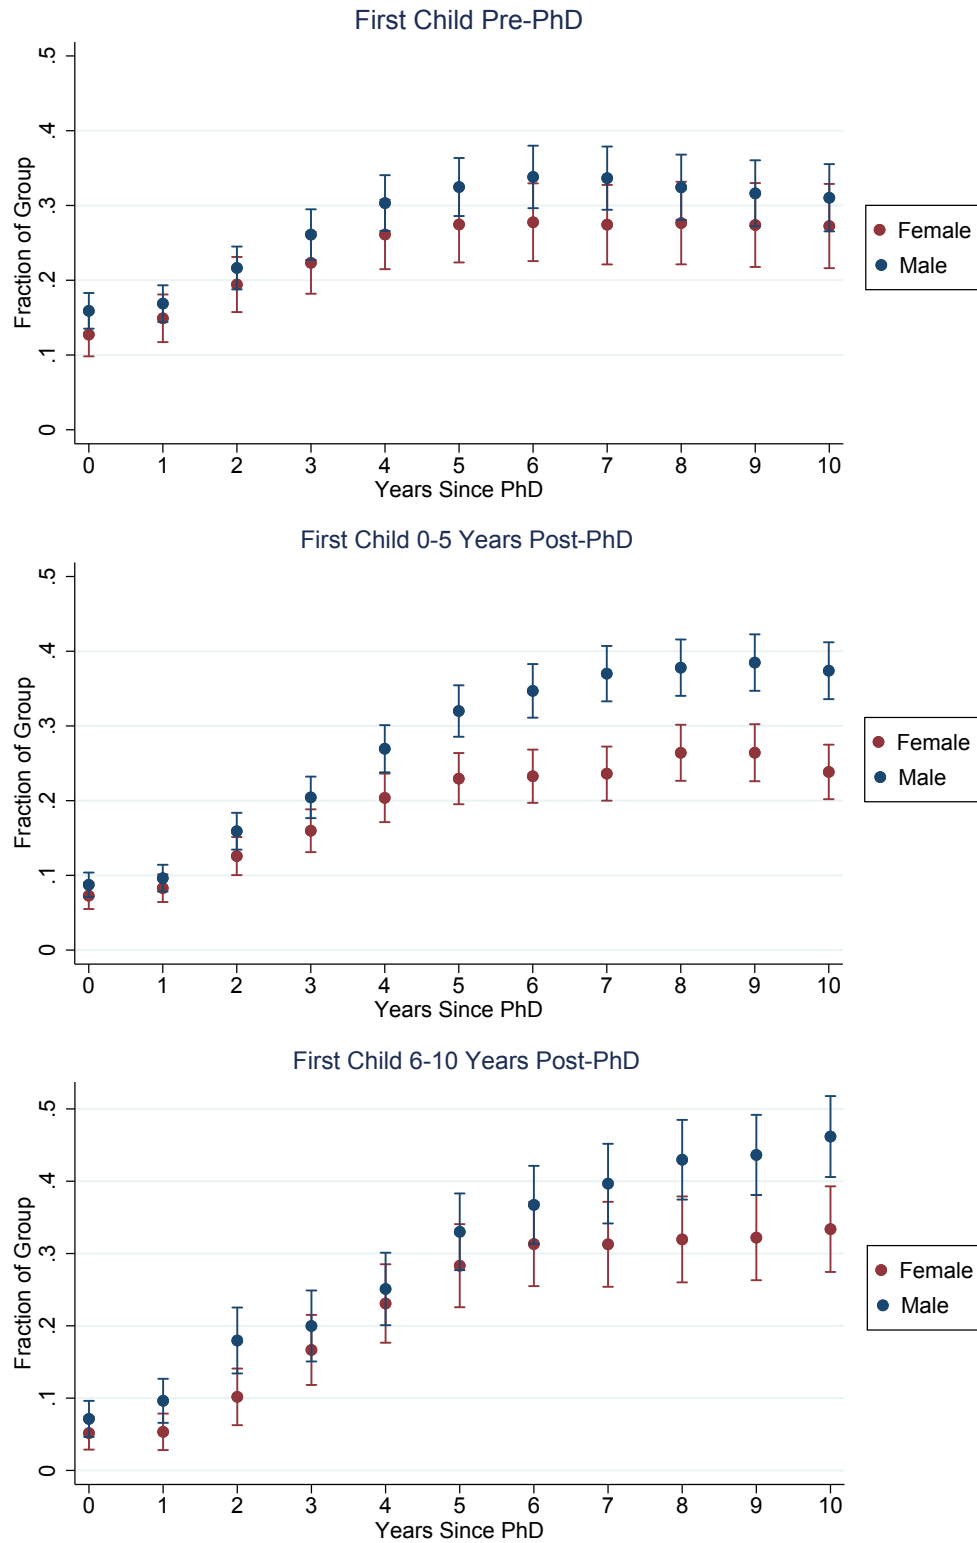 First Child Pre-PhD
Fraction of Group
.5
.4
.3
.2
.1
0
0 1 2 3 4 5 6 7 8 9 10
Years Since PhD
Female
Male
First Child 0-5 Years Post-PhD
Fraction of Group
.5
.4
.3
.2
.1
0
0 1 2 3 4 5 6 7 8 9 10
Years Since PhD
Female
Male
First Child 6-10 Years Post-PhD
Fraction of Group
.5
.4
.3
.2
.1
0
0 1 2 3 4 5 6 7 8 9 10
Years Since PhD
Female
Male